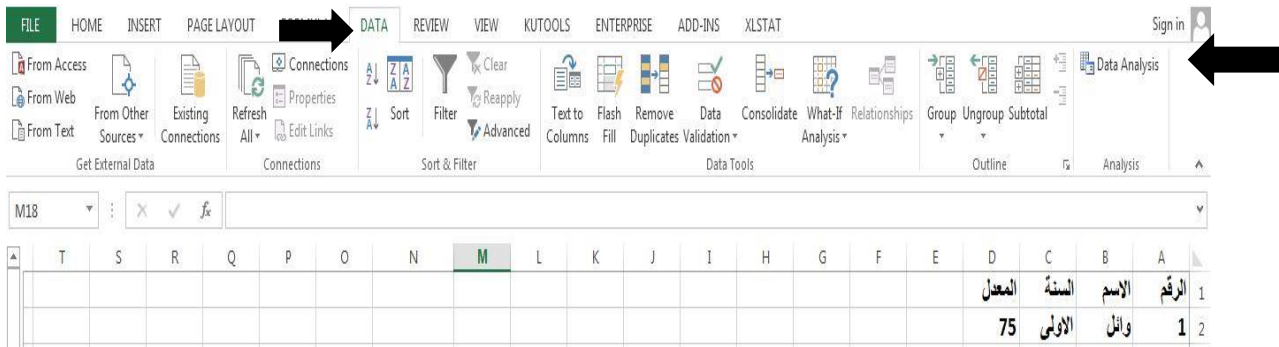 FILE HOME INSERT PAGE LAYOUT DATA REVIEW VIEW KUTOOLS ENTERPRISE ADD-INS XLSTAT Sign in
From Access
From Web
From Text
From Other Sources
Existing Connections
Get External Data
Refresh All
Connections
Properties
Edit Links
Connections
Sort
Filter
Clear
Reapply
Advanced
Sort & Filter
Text to Columns
Flash Fill
Remove Duplicates
Data Validation
Consolidate
What-If Analysis
Relationships
Data Tools
Group
Ungroup
Subtotal
Outline
Data Analysis
Analysis
M18 fx
T S R Q P O N M L K J I H G F E D C B A
1 الرقم الاسم السنة المعدل
2 1 وائل الاولى 75